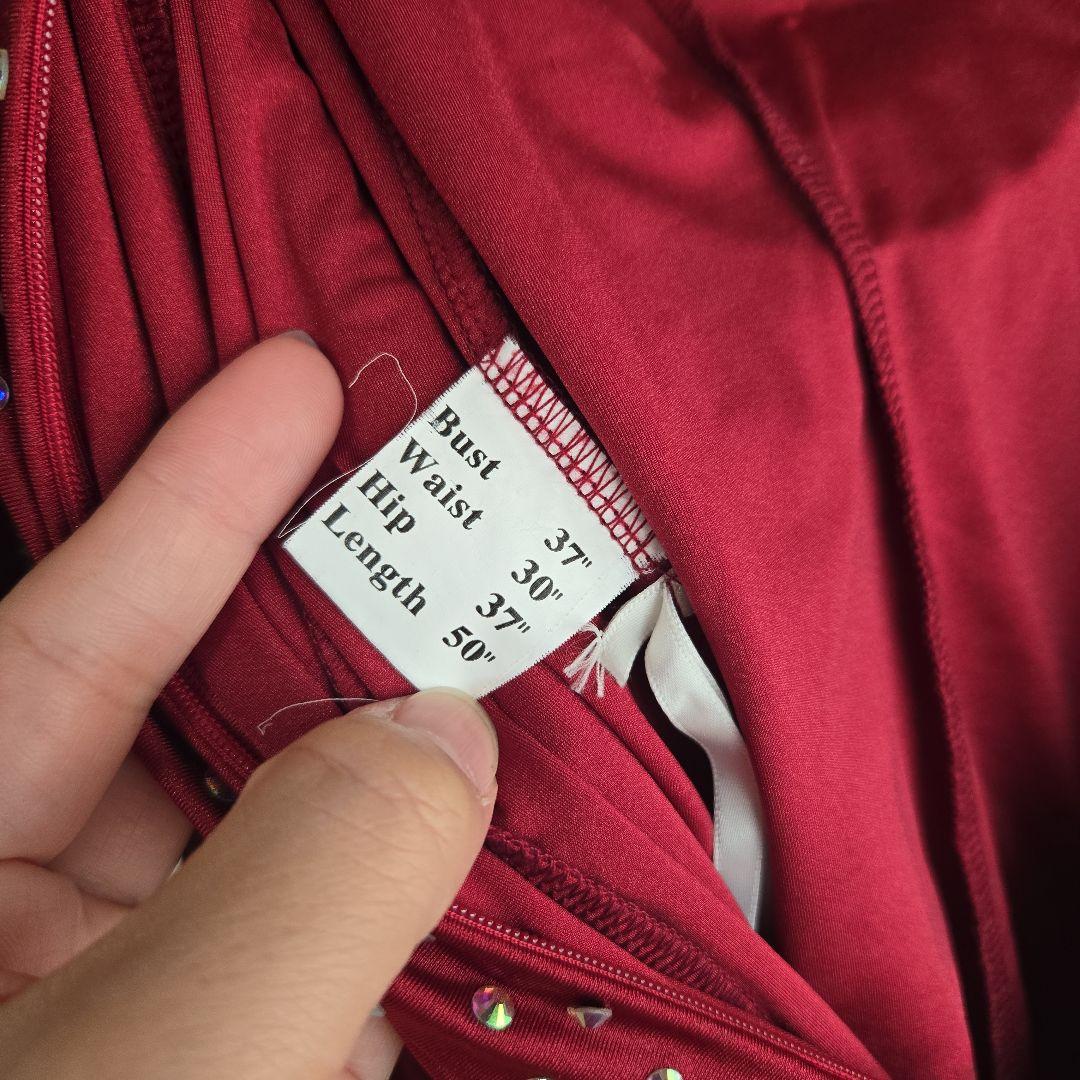 Bust 37"
Waist 30"
Hip 37"
Length 50"